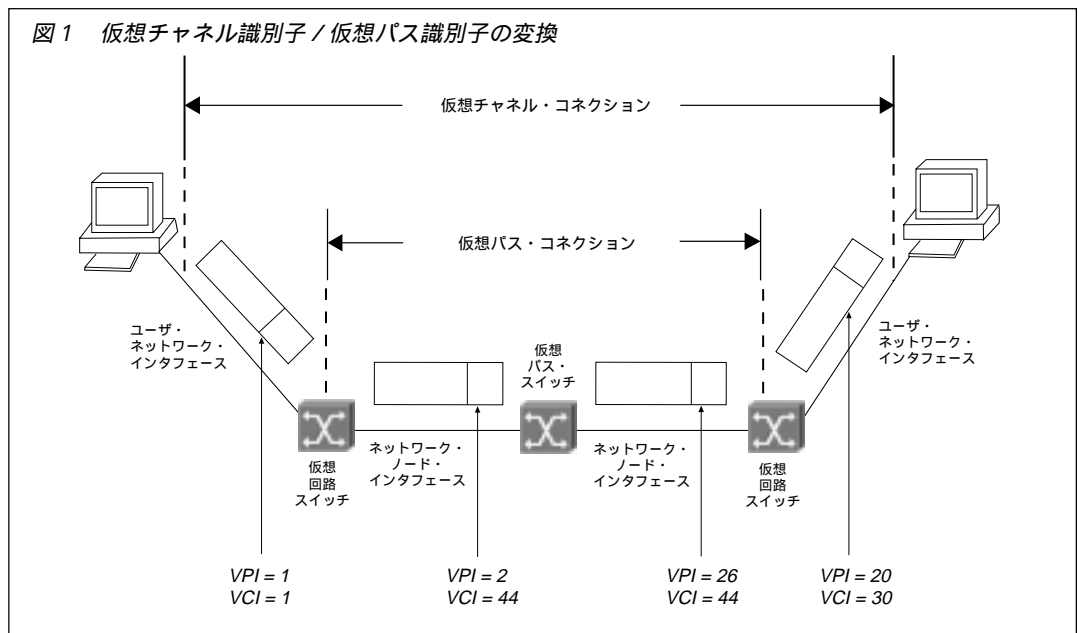 図 1 仮想チャネル識別子 / 仮想パス識別子の変換
仮想チャネル・コネクション
仮想パス・コネクション
ユーザ・
ネットワーク・
インタフェース
仮想
パス・
スイッチ
ユーザ・
ネットワーク・
インタフェース
仮想
回路
スイッチ
ネットワーク・
ノード・
インタフェース
ネットワーク・
ノード・
インタフェース
仮想
回路
スイッチ
VPI = 1
VCI = 1
VPI = 2
VCI = 44
VPI = 26
VCI = 44
VPI = 20
VCI = 30